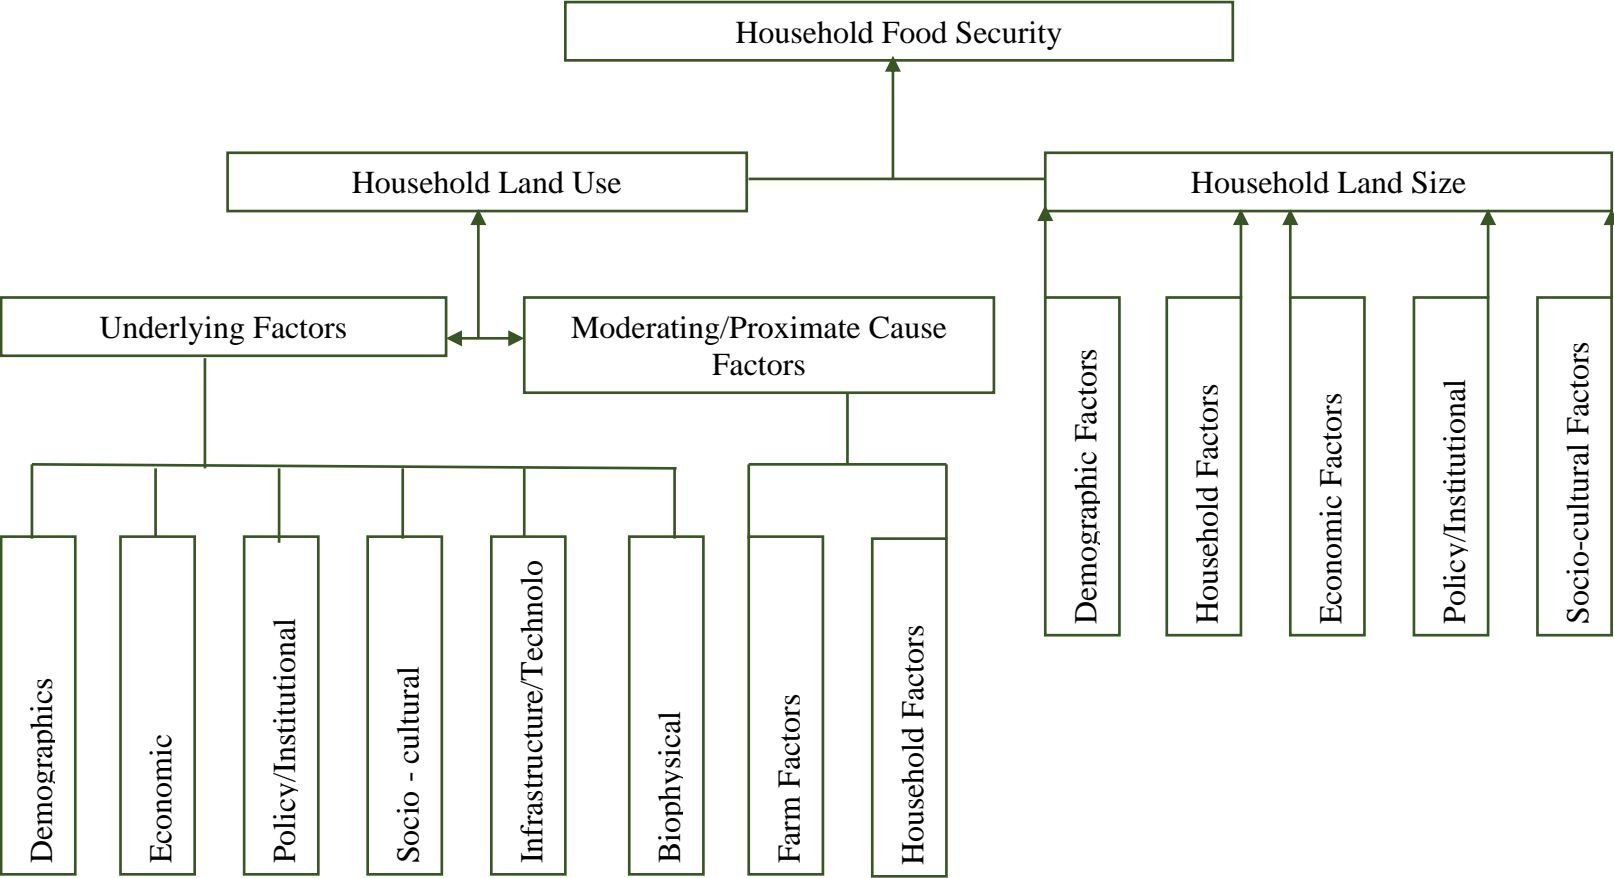 Household Food Security
Household Land Use
Household Land Size
Underlying Factors
Moderating/Proximate Cause
Factors
Demographic Factors
Household Factors
Economic Factors
Policy/Institutional
Socio-cultural Factors
Demographics
Economic
Policy/Institutional
Socio - cultural
Infrastructure/Technolo
Biophysical
Farm Factors
Household Factors